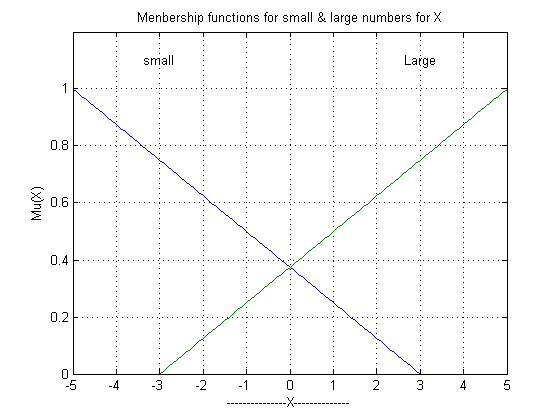 Menbership functions for small & large numbers for X
small Large
1
0.8
0.6
0.4
0.2
0
Mu(X)
-5 -4 -3 -2 -1 0 1 2 3 4 5
---------------X--------------